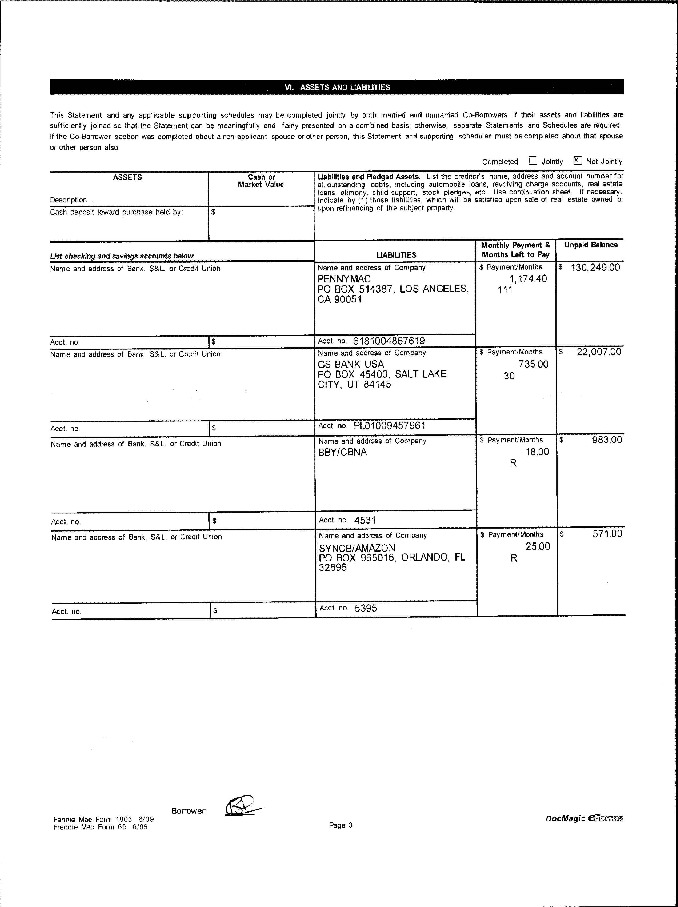 VI. ASSETS AND LIABILITIES
This Statement and any applicable supporting schedules may be completed jointly by both married and unmarried Co-Borrowers if their assets and liabilities are
sufficiently joined so that the Statement can be meaningfully and fairly presented on a combined basis; otherwise, separate Statements and Schedules are required.
If the Co-Borrower section was completed about a non-applicant spouse or other person, this Statement and supporting schedules must be completed about that spouse
or other person also.
Completed Jointly X Not Jointly
ASSETS
Cash or
Market Value
Description
Cash deposit toward purchase held by: $
Liabilities and Pledged Assets. List the creditor's name, address and account number for
all outstanding debts, including automobile loans, revolving charge accounts, real estate
loans, alimony, child support, stock pledges, etc. Use continuation sheet, if necessary.
Indicate by (*) those liabilities, which will be satisfied upon sale of real estate owned or
upon refinancing of the subject property.
List checking and savings accounts below
LIABILITIES
Monthly Payment &
Months Left to Pay
Unpaid Balance
Name and address of Bank, S&L, or Credit Union
Name and address of Company
PENNYMAC
PO BOX 514387, LOS ANGELES,
CA 90051
$ Payment/Months
1,174.40
111
$ 130,249.00
Acct. no. $
Acct. no. 8181004867619
Name and address of Bank, S&L, or Credit Union
Name and address of Company
GS BANK USA
PO BOX 45400, SALT LAKE
CITY, UT 84145
$ Payment/Months
735.00
30
$ 22,007.00
Acct. no. $
Acct. no. PL01009457961
Name and address of Bank, S&L, or Credit Union
Name and address of Company
BBY/CBNA
$ Payment/Months
18.00
R
$ 983.00
Acct. no. $
Acct. no. 4531
Name and address of Bank, S&L, or Credit Union
Name and address of Company
SYNCB/AMAZON
PO BOX 965015, ORLANDO, FL
32896
$ Payment/Months
25.00
R
$ 571.00
Acct. no. $
Acct. no. 5395
Borrower
Fannie Mae Form 1003 6/09
Freddie Mac Form 65 6/09
Page 3
DocMagic